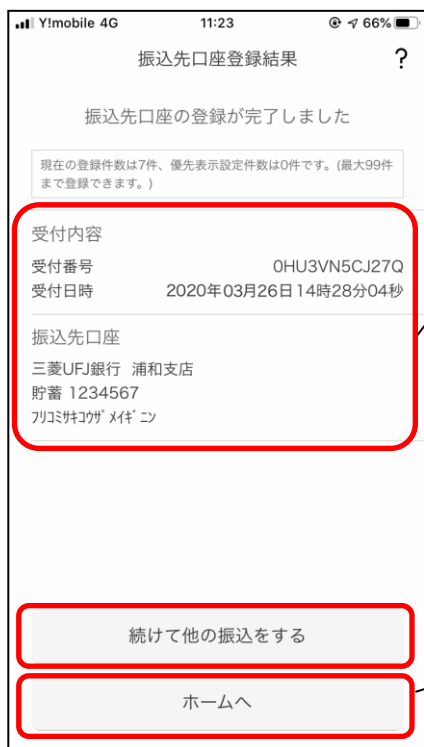 Y!mobile 4G 11:23 66%
振込先口座登録結果 ?
振込先口座の登録が完了しました
現在の登録件数は7件、優先表示設定件数は0件です。(最大99件
まで登録できます。)
受付内容
受付番号 0HU3VN5CJ27Q
受付日時 2020年03月26日14時28分04秒
振込先口座
三菱UFJ銀行 浦和支店
貯蓄 1234567
ﾌﾘｺﾐｻｷｺｳｻﾞﾒｲｷﾞﾆﾝ
続けて他の振込をする
ホームへ